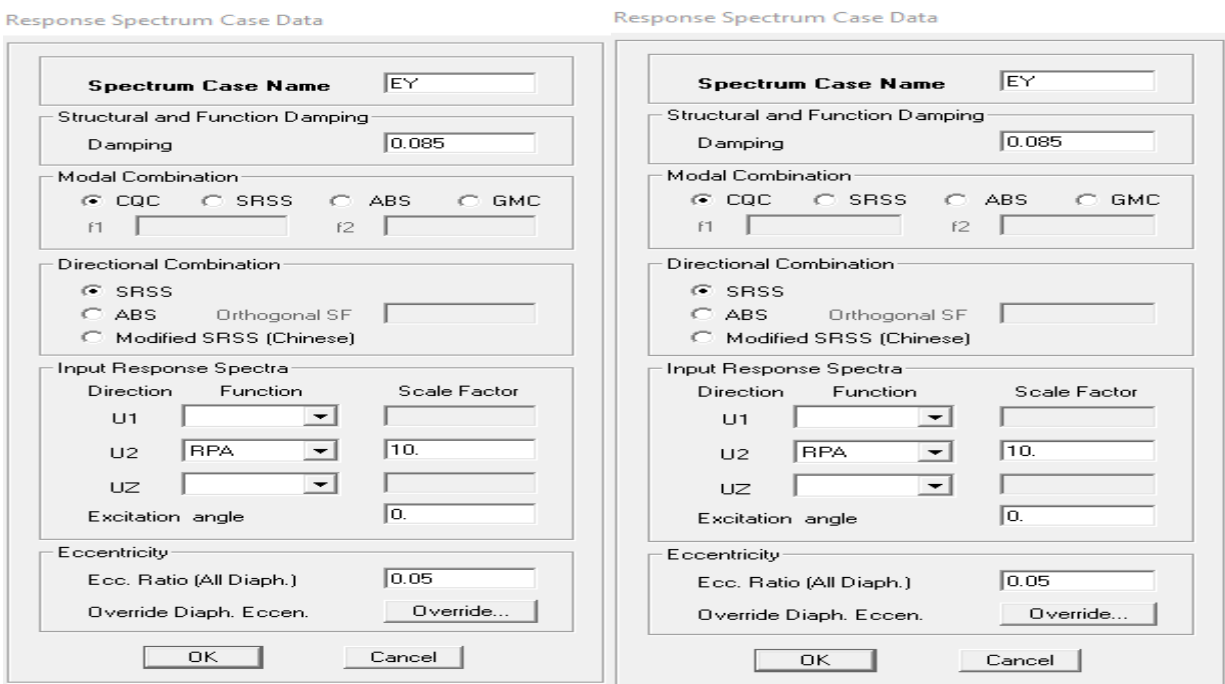 Response Spectrum Case Data
Spectrum Case Name EY
Structural and Function Damping
Damping 0.085
Modal Combination
CQC SRSS ABS GMC
f1 f2
Directional Combination
SRSS
ABS Orthogonal SF
Modified SRSS (Chinese)
Input Response Spectra
Direction Function Scale Factor
U1
U2 RPA 10.
UZ
Excitation angle 0.
Eccentricity
Ecc. Ratio (All Diaph.) 0.05
Override Diaph. Eccen. Override...
OK Cancel
Response Spectrum Case Data
Spectrum Case Name EY
Structural and Function Damping
Damping 0.085
Modal Combination
CQC SRSS ABS GMC
f1 f2
Directional Combination
SRSS
ABS Orthogonal SF
Modified SRSS (Chinese)
Input Response Spectra
Direction Function Scale Factor
U1
U2 RPA 10.
UZ
Excitation angle 0.
Eccentricity
Ecc. Ratio (All Diaph.) 0.05
Override Diaph. Eccen. Override...
OK Cancel